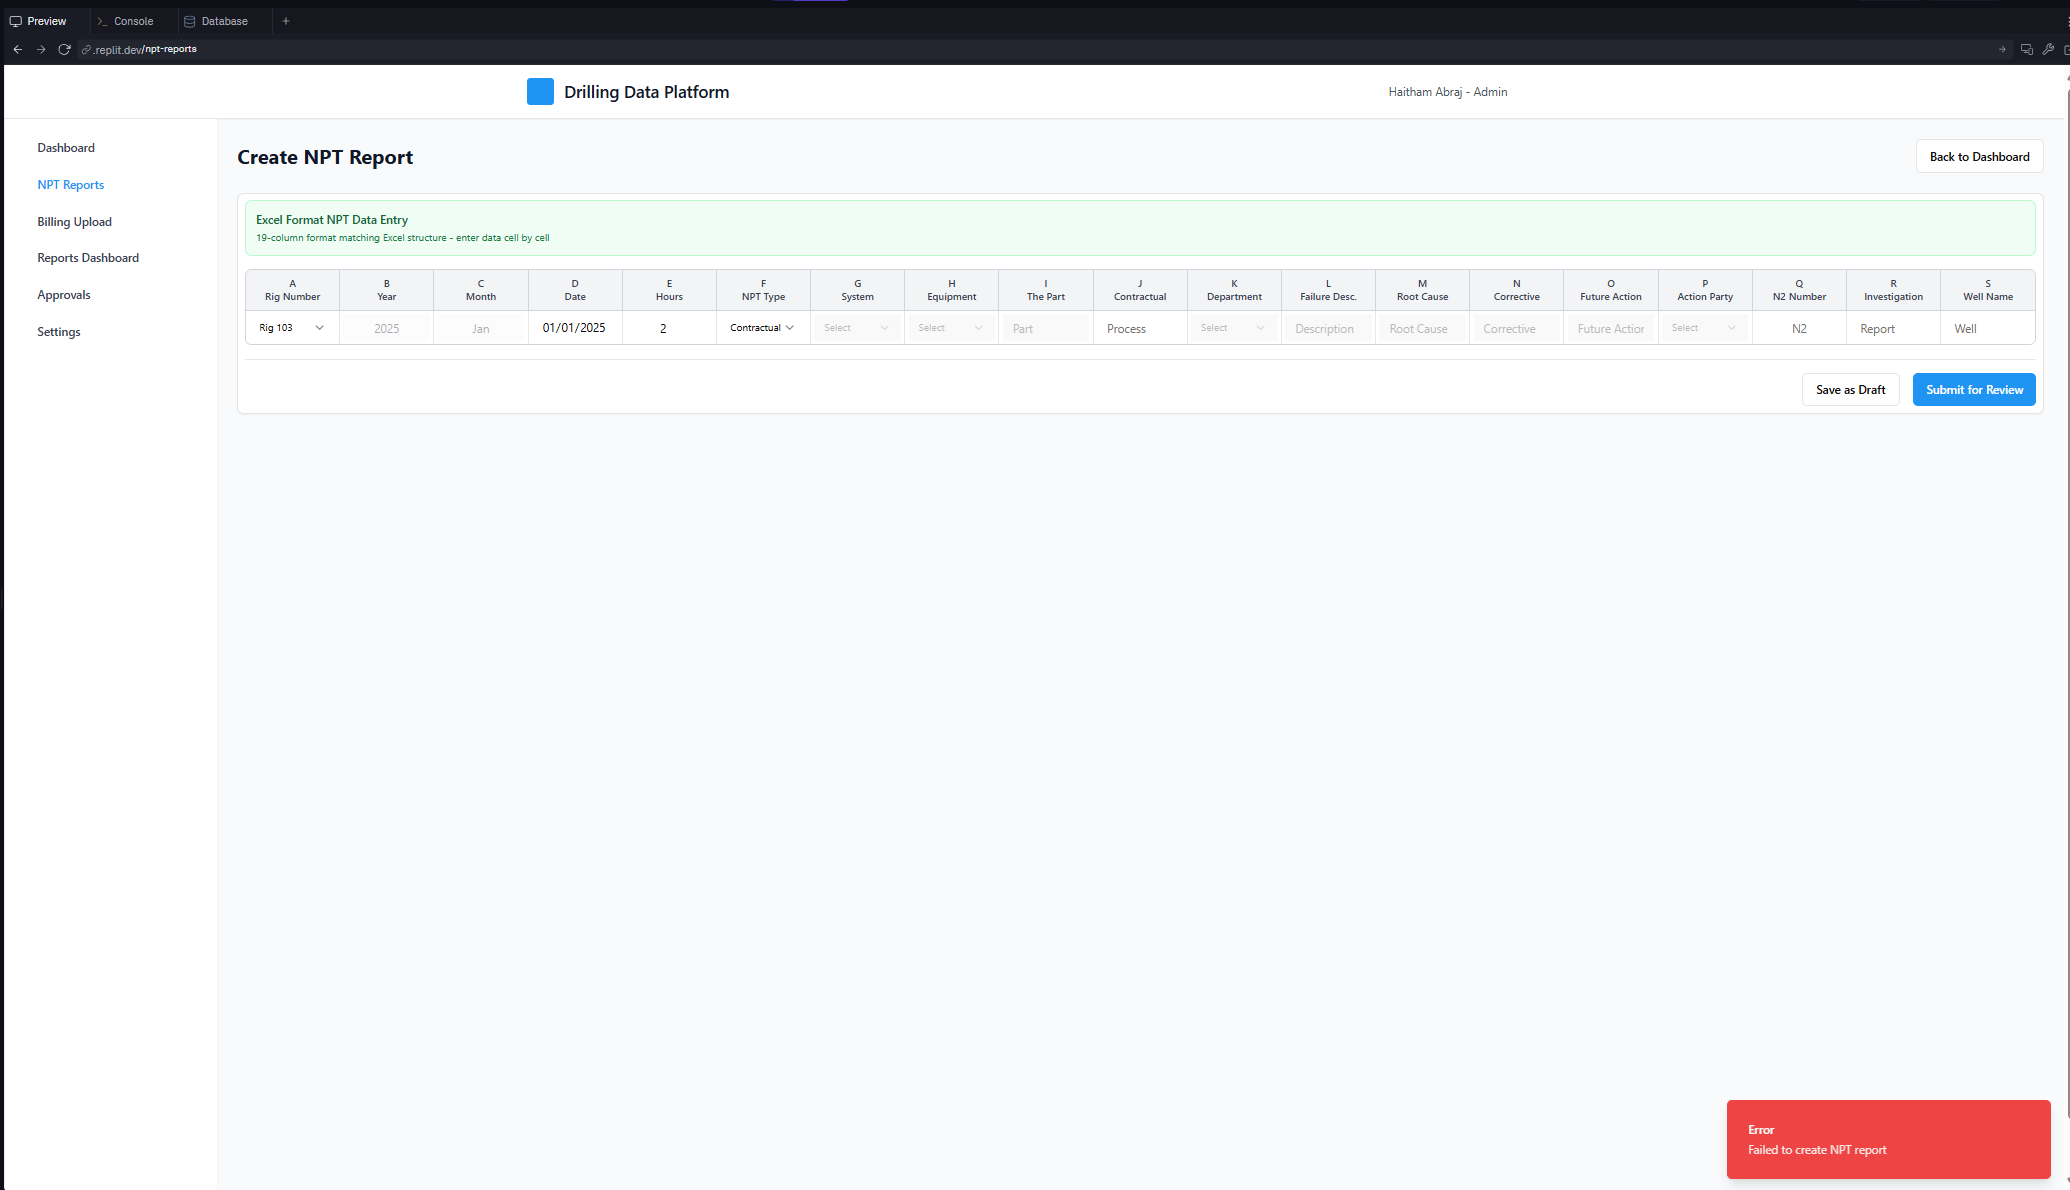 Preview
Console
Database
.replit.dev/npt-reports
Drilling Data Platform
Haitham Abraj - Admin
Dashboard
NPT Reports
Billing Upload
Reports Dashboard
Approvals
Settings
Create NPT Report
Back to Dashboard
Excel Format NPT Data Entry
19-column format matching Excel structure - enter data cell by cell
A B C D E F G H I J K L M N O P Q R S
Rig Number Year Month Date Hours NPT Type System Equipment The Part Contractual Department Failure Desc. Root Cause Corrective Future Action Action Party N2 Number Investigation Well Name
Rig 103 2025 Jan 01/01/2025 2 Contractual Select Select Part Process Select Description Root Cause Corrective Future Action Select N2 Report Well
Save as Draft
Submit for Review
Error
Failed to create NPT report